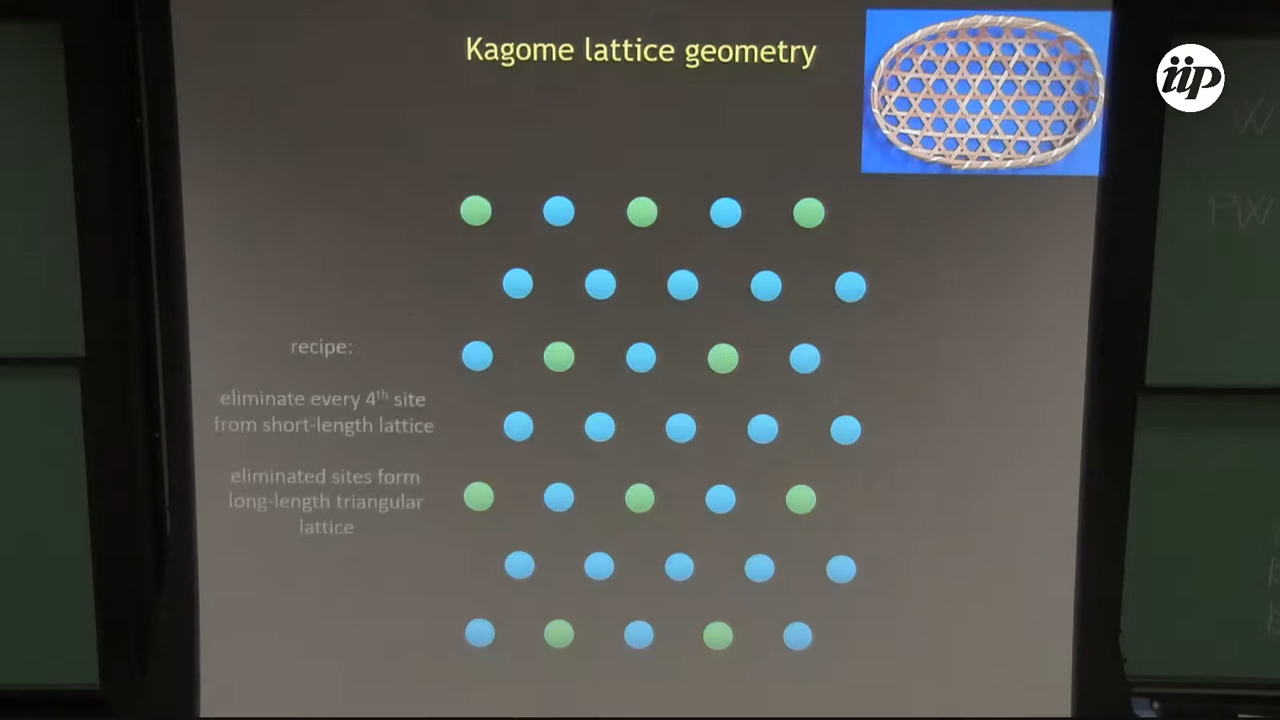 Kagome lattice geometry
iip
recipe:
eliminate every 4th site
from short-length lattice
eliminated sites form
long-length triangular
lattice